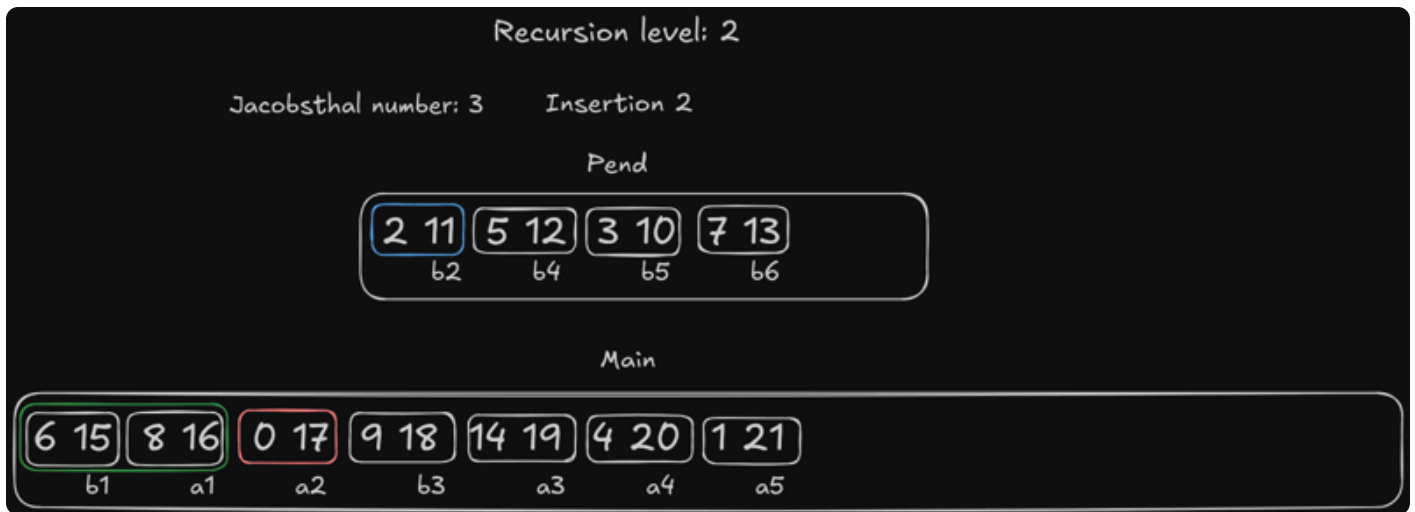 Recursion level: 2
Jacobsthal number: 3 Insertion 2
Pend
2 11 5 12 3 10 7 13
b2 b4 b5 b6
Main
6 15 8 16 0 17 9 18 14 19 4 20 1 21
b1 a1 a2 b3 a3 a4 a5